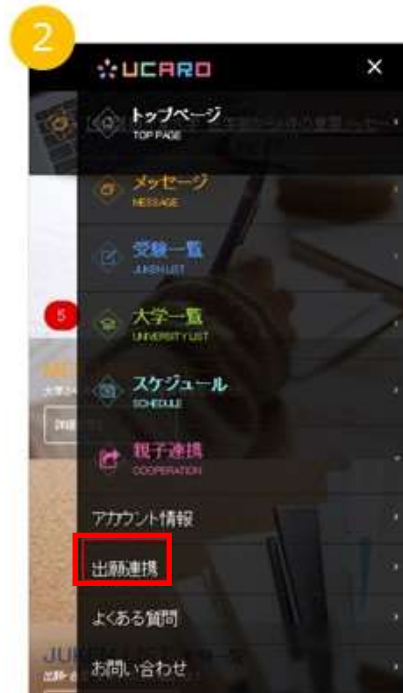 2
UCARO
×
トップページ
TOP PAGE
メッセージ
MESSAGE
受験一覧
JUKEN LIST
5
大学一覧
UNIVERSITY LIST
スケジュール
SCHEDULE
親子連携
COOPERATION
アカウント情報
出願連携
よくある質問
お問い合わせ